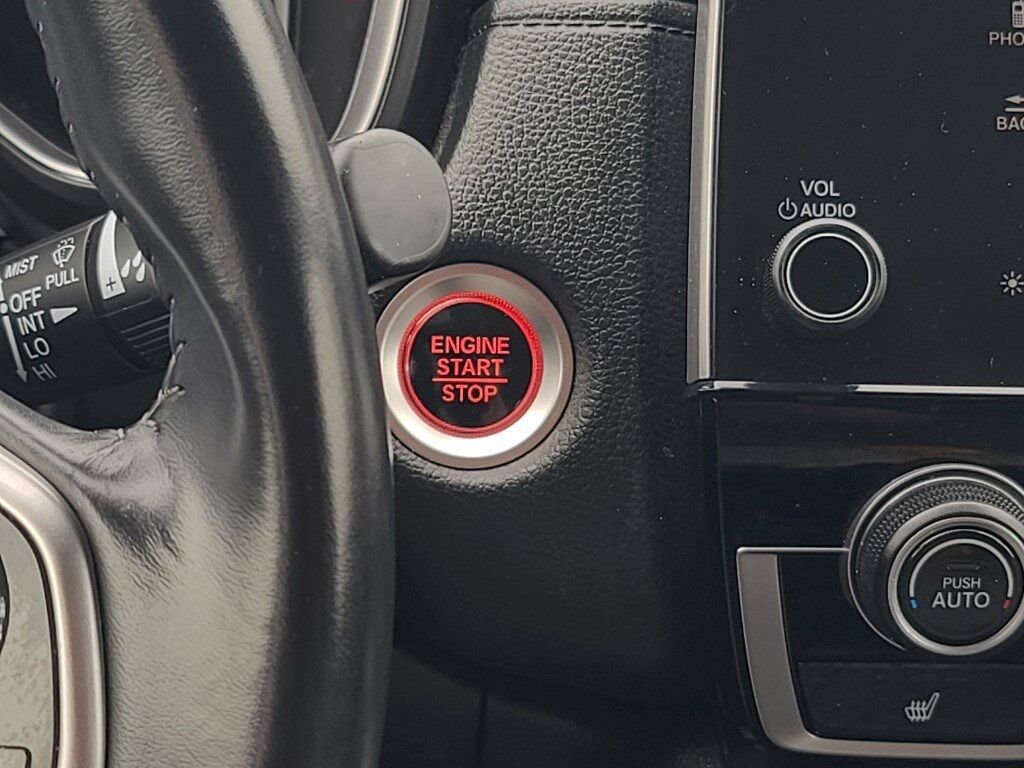 MIST
PULL
OFF
INT
LO
HI
ENGINE
START
STOP
VOL
AUDIO
PUSH
AUTO